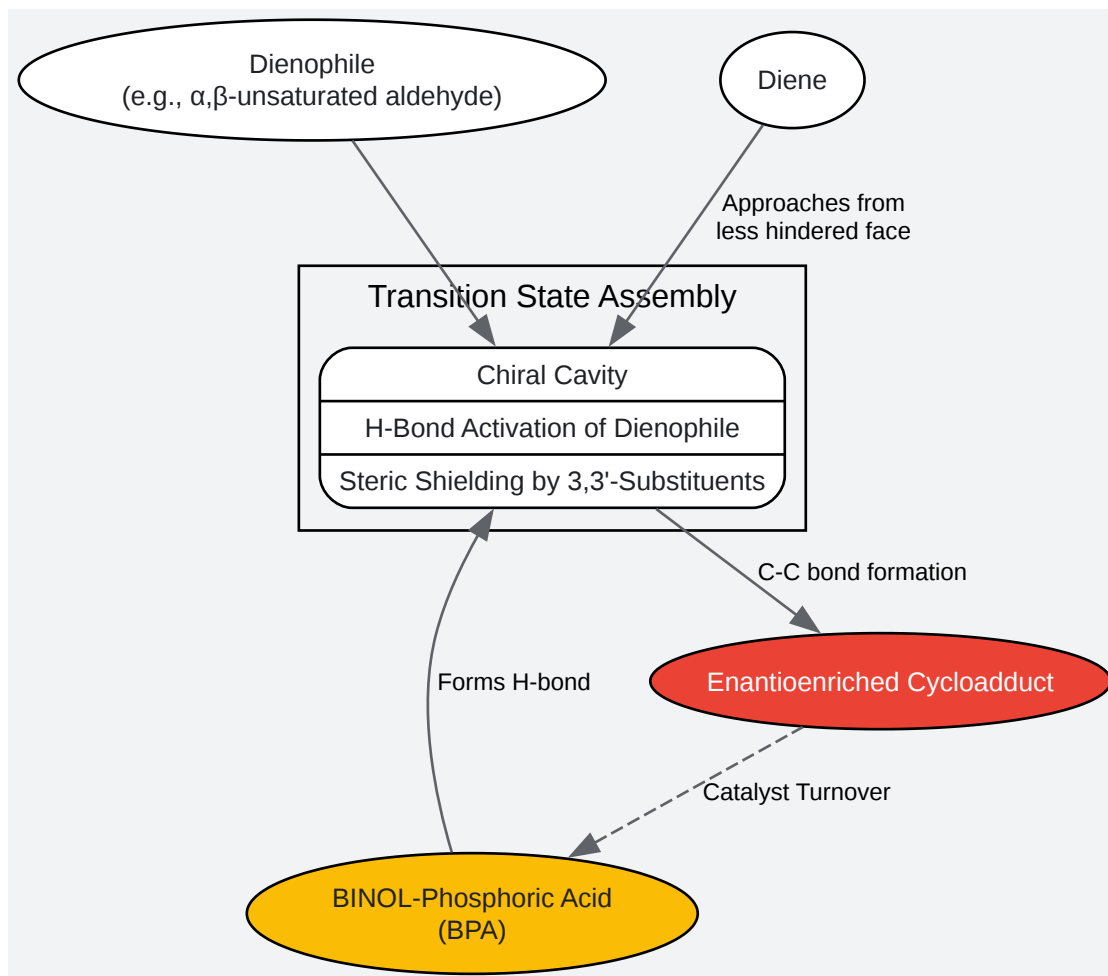 Dienophile
(e.g., α,β-unsaturated aldehyde)
Diene
Approaches from
less hindered face
Transition State Assembly
Chiral Cavity
H-Bond Activation of Dienophile
Steric Shielding by 3,3'-Substituents
C-C bond formation
Forms H-bond
Enantioenriched Cycloadduct
Catalyst Turnover
BINOL-Phosphoric Acid
(BPA)